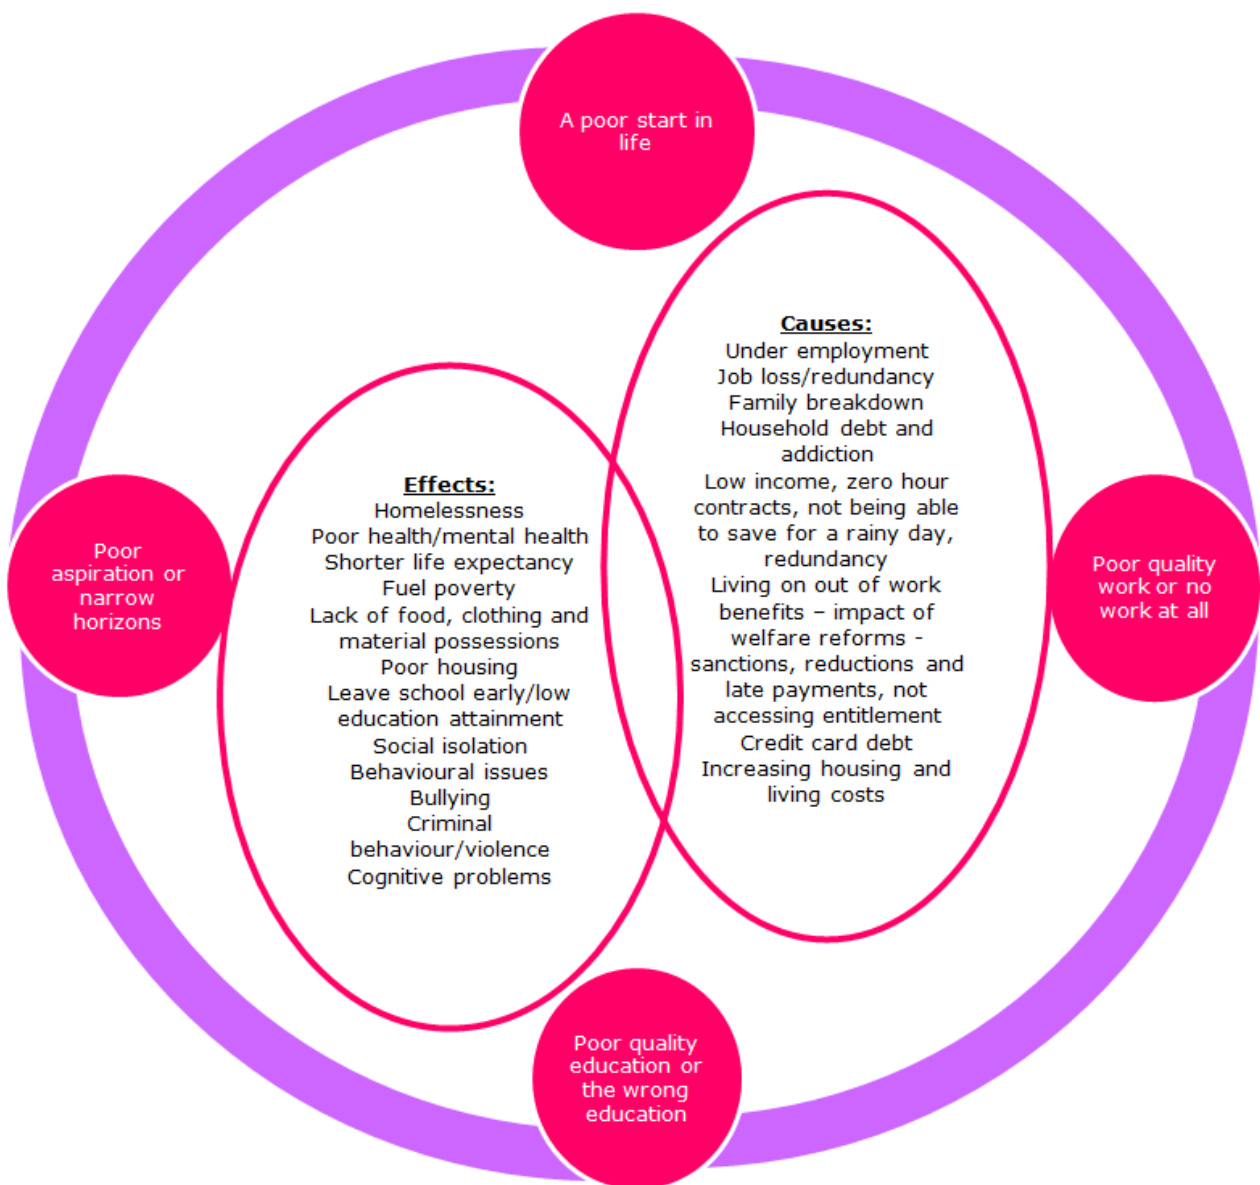 A poor start in
life
Causes:
Under employment
Job loss/redundancy
Family breakdown
Household debt and
addiction
Low income, zero hour
contracts, not being able
to save for a rainy day,
redundancy
Living on out of work
benefits – impact of
welfare reforms -
sanctions, reductions and
late payments, not
accessing entitlement
Credit card debt
Increasing housing and
living costs
Effects:
Homelessness
Poor health/mental health
Shorter life expectancy
Fuel poverty
Lack of food, clothing and
material possessions
Poor housing
Leave school early/low
education attainment
Social isolation
Behavioural issues
Bullying
Criminal
behaviour/violence
Cognitive problems
Poor
aspiration or
narrow
horizons
Poor quality
work or no
work at all
Poor quality
education or
the wrong
education